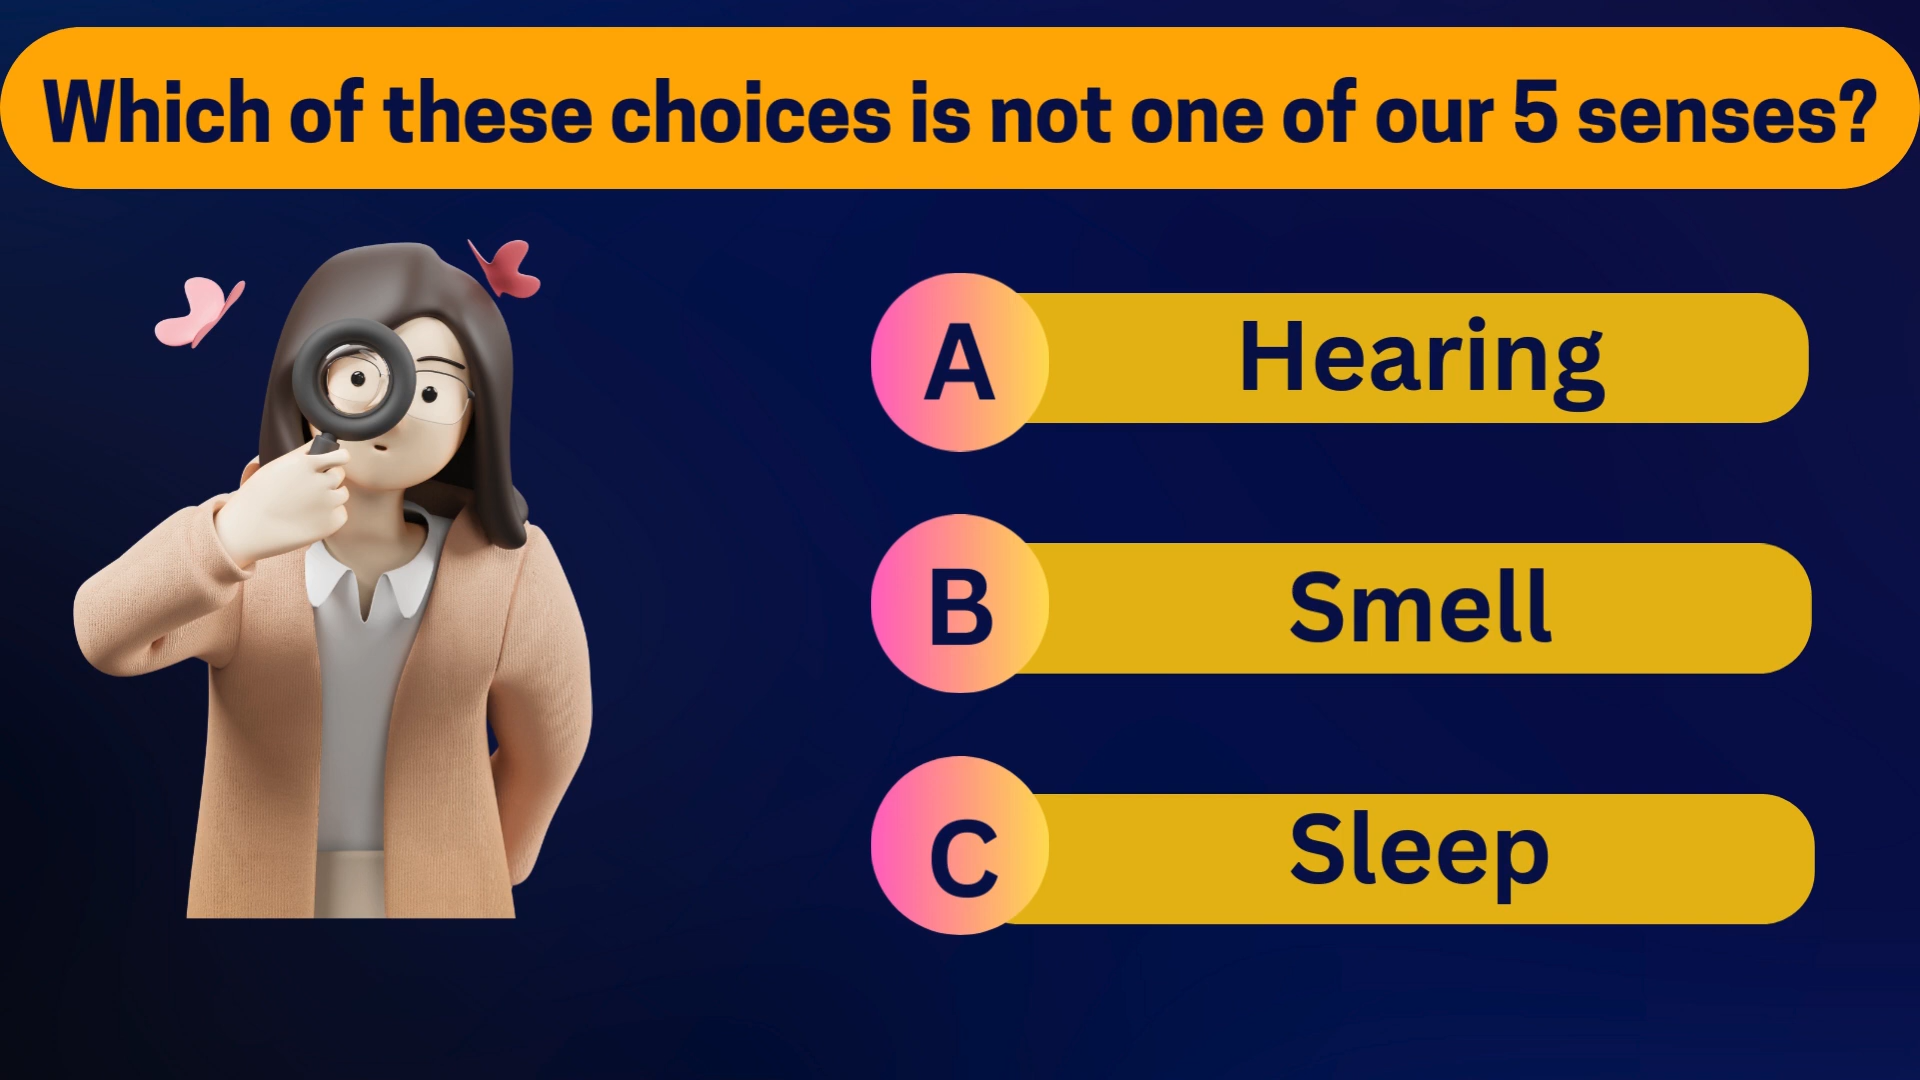 Which of these choices is not one of our 5 senses?
A Hearing
B Smell
C Sleep